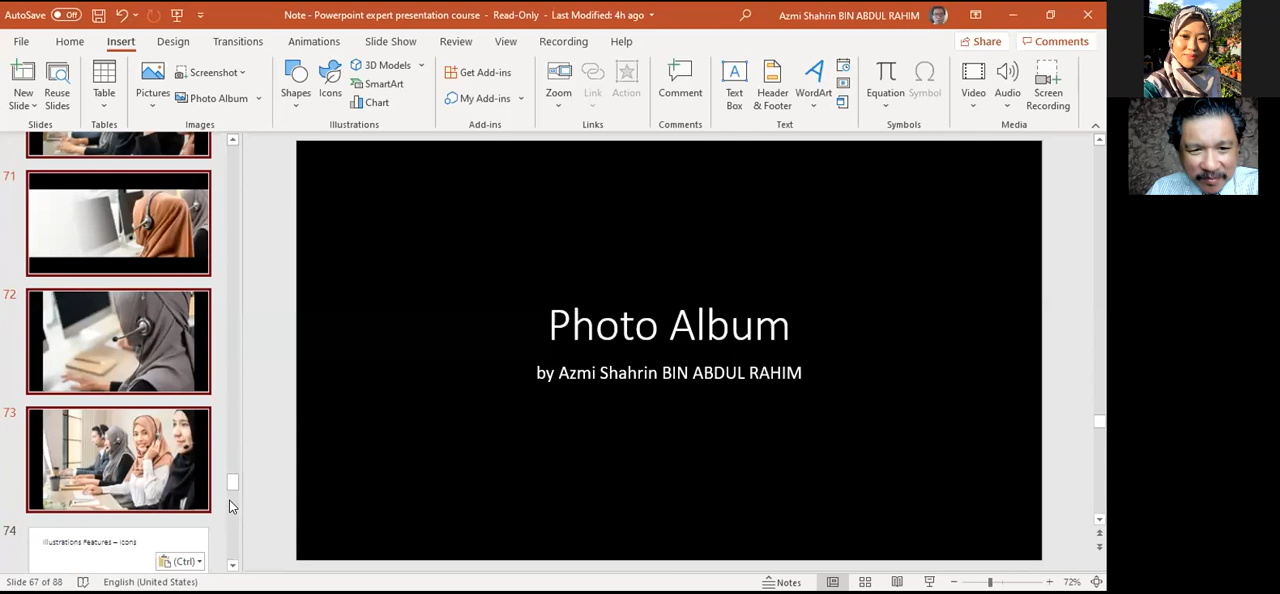 AutoSave Off Note - Powerpoint expert presentation course - Read-Only - Last Modified: 4h ago Azmi Shahrin BIN ABDUL RAHIM
File Home Insert Design Transitions Animations Slide Show Review View Recording Help Share Comments
New Slide Reuse Slides Table Pictures Screenshot Photo Album Shapes Icons 3D Models SmartArt Chart Get Add-ins My Add-ins Zoom Link Action Comment Text Box Header & Footer WordArt Equation Symbol Video Audio Screen Recording
Slides Tables Images Illustrations Add-ins Links Comments Text Symbols Media
71
72
73
74
Illustrations Features – Icons
(Ctrl)
Photo Album
by Azmi Shahrin BIN ABDUL RAHIM
Slide 67 of 88 English (United States) Notes 72%